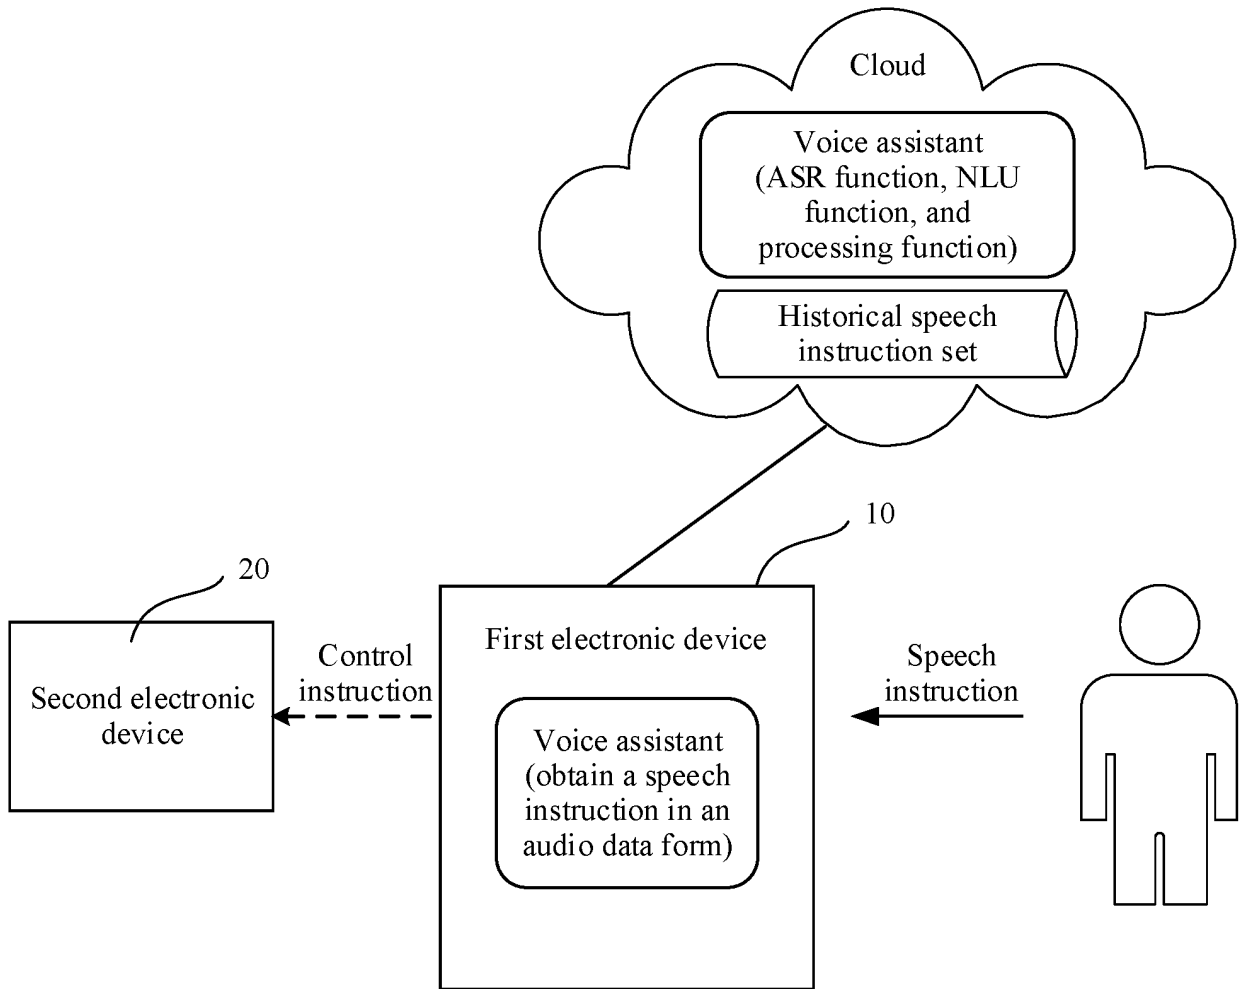 Cloud
Voice assistant
(ASR function, NLU
function, and
processing function)
Historical speech
instruction set
10
20
First electronic device
Control
instruction
Speech
instruction
Second electronic
device
Voice assistant
(obtain a speech
instruction in an
audio data form)